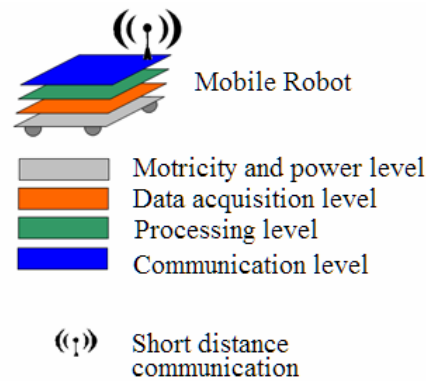 Mobile Robot
Motricity and power level
Data acquisition level
Processing level
Communication level
Short distance
communication